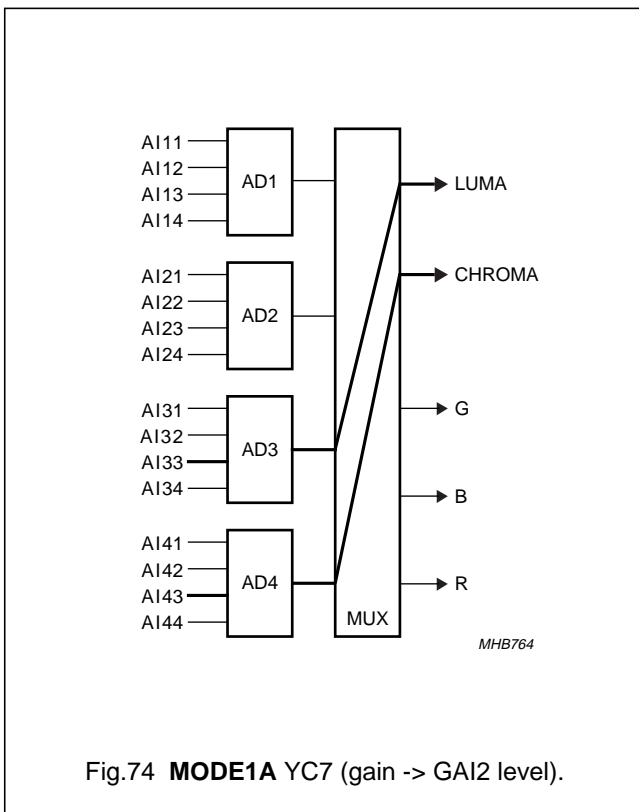 AI11
AI12
AI13
AI14
AD1
AI21
AI22
AI23
AI24
AD2
AI31
AI32
AI33
AI34
AD3
AI41
AI42
AI43
AI44
AD4
MUX
LUMA
CHROMA
G
B
R
MHB764
Fig.74 MODE1A YC7 (gain -> GAI2 level).